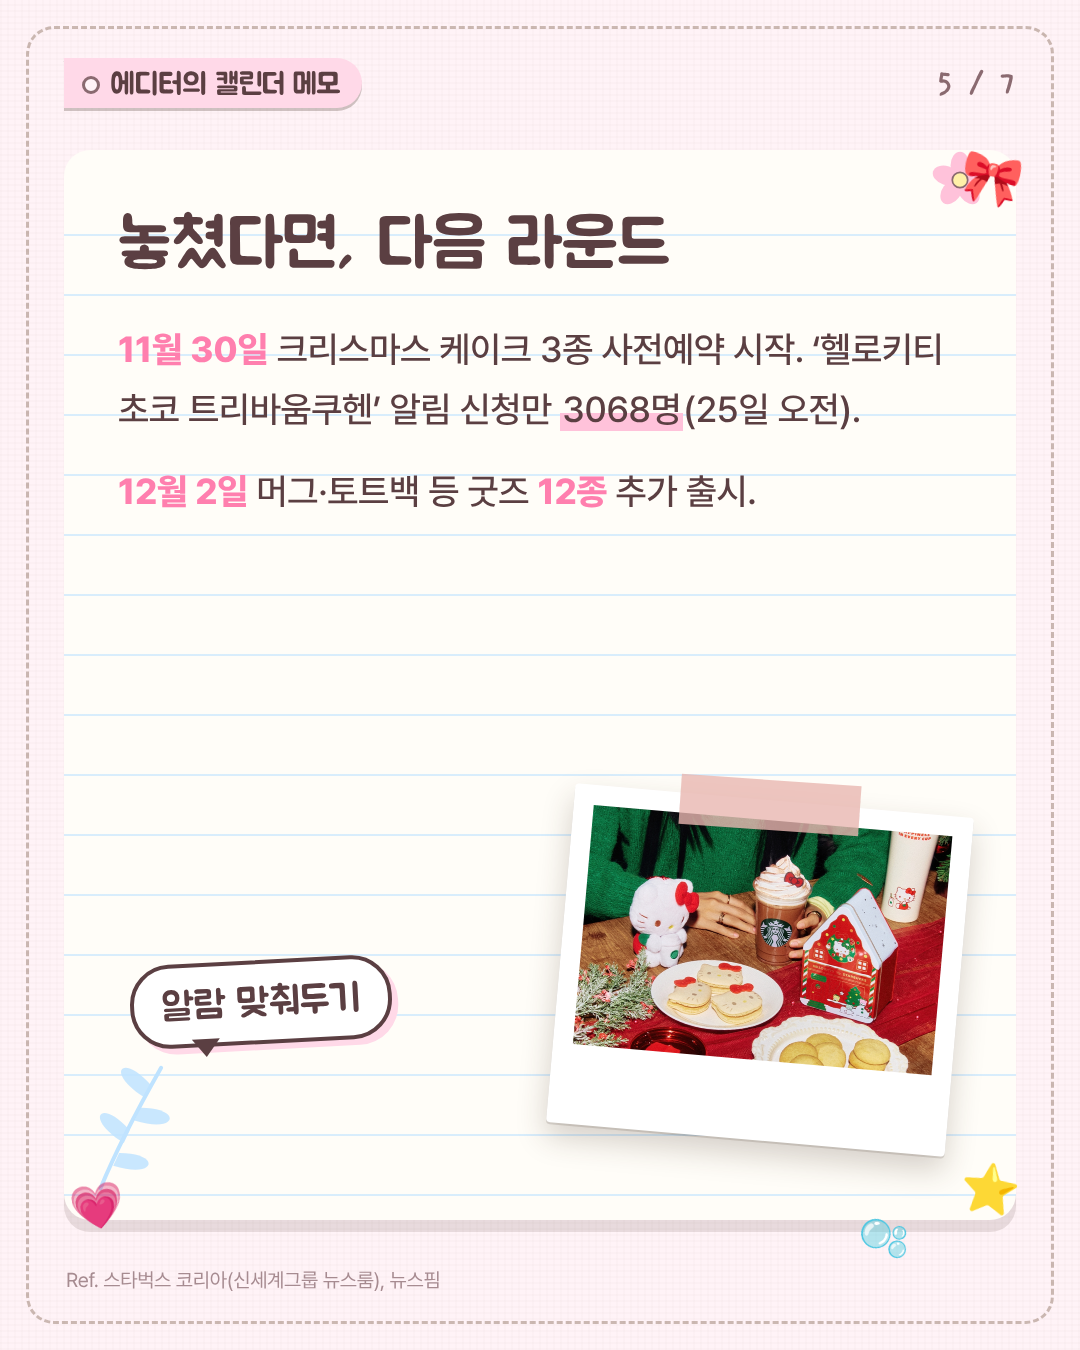 에디터의 캘린더 메모
5 / 7
놓쳤다면, 다음 라운드
11월 30일 크리스마스 케이크 3종 사전예약 시작. ‘헬로키티
초코 트리바움쿠헨’ 알림 신청만 3068명(25일 오전).
12월 2일 머그·토트백 등 굿즈 12종 추가 출시.
알람 맞춰두기
Ref. 스타벅스 코리아(신세계그룹 뉴스룸), 뉴스핌